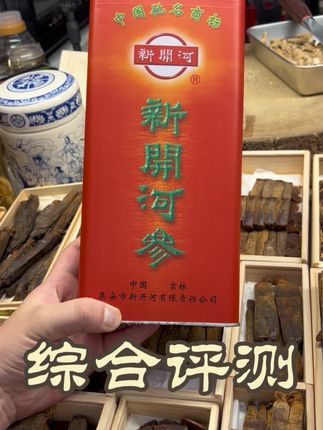 中国驰名商标
新開河
®
新開河參
中国 吉林
集安市新开河有限责任公司
综合评测